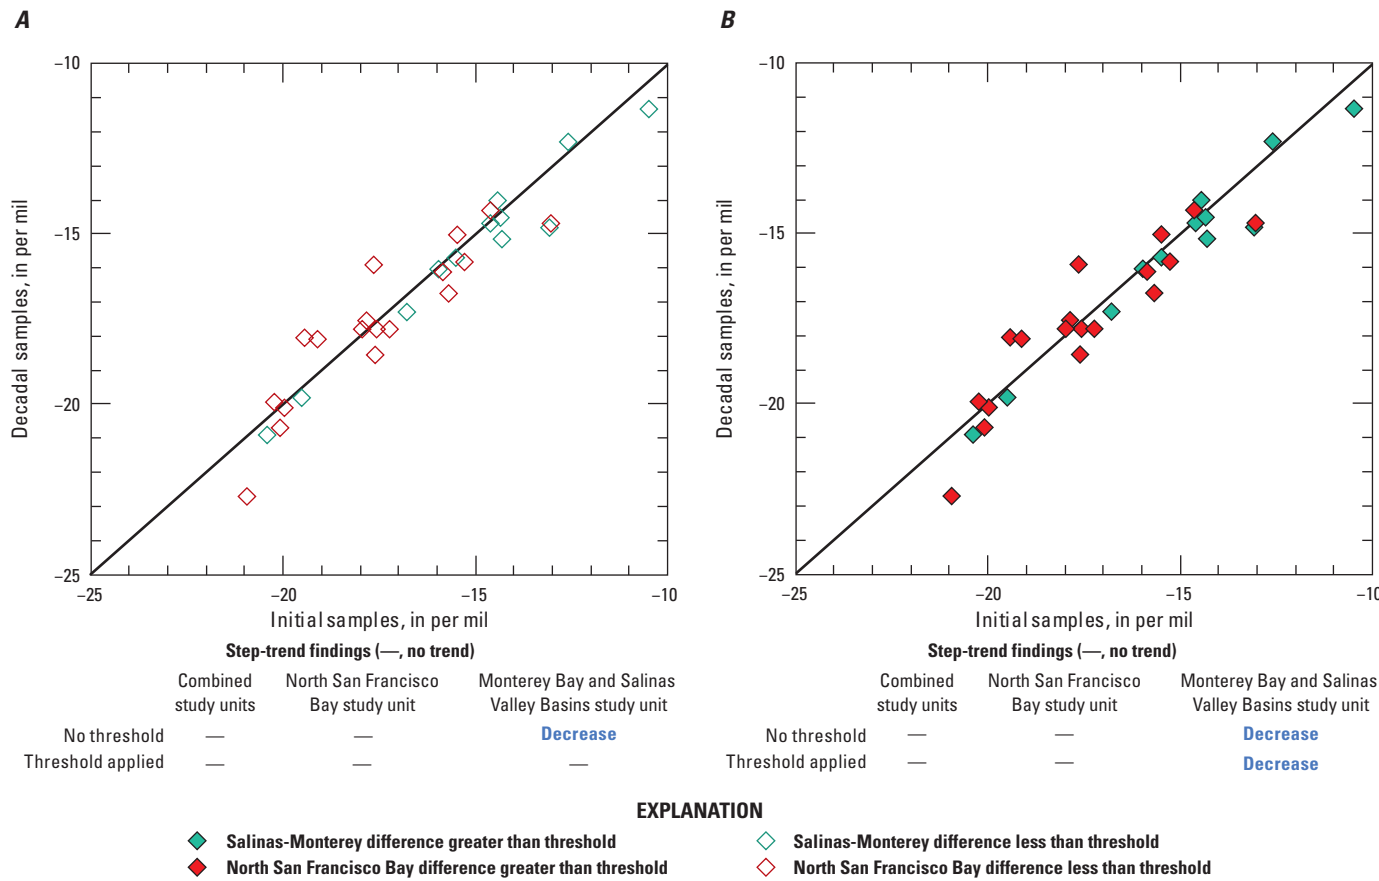 A
B
−10
−15
−20
−25
−25
−20
−15
−10
Decadal samples, in per mil
Initial samples, in per mil
−10
−15
−20
−25
−25
−20
−15
−10
Decadal samples, in per mil
Initial samples, in per mil
Step-trend findings (—, no trend)
Combined study units
North San Francisco Bay study unit
Monterey Bay and Salinas Valley Basins study unit
No threshold — — Decrease
Threshold applied — — —
Step-trend findings (—, no trend)
Combined study units
North San Francisco Bay study unit
Monterey Bay and Salinas Valley Basins study unit
No threshold — — Decrease
Threshold applied — — Decrease
EXPLANATION
Salinas-Monterey difference greater than threshold
North San Francisco Bay difference greater than threshold
Salinas-Monterey difference less than threshold
North San Francisco Bay difference less than threshold